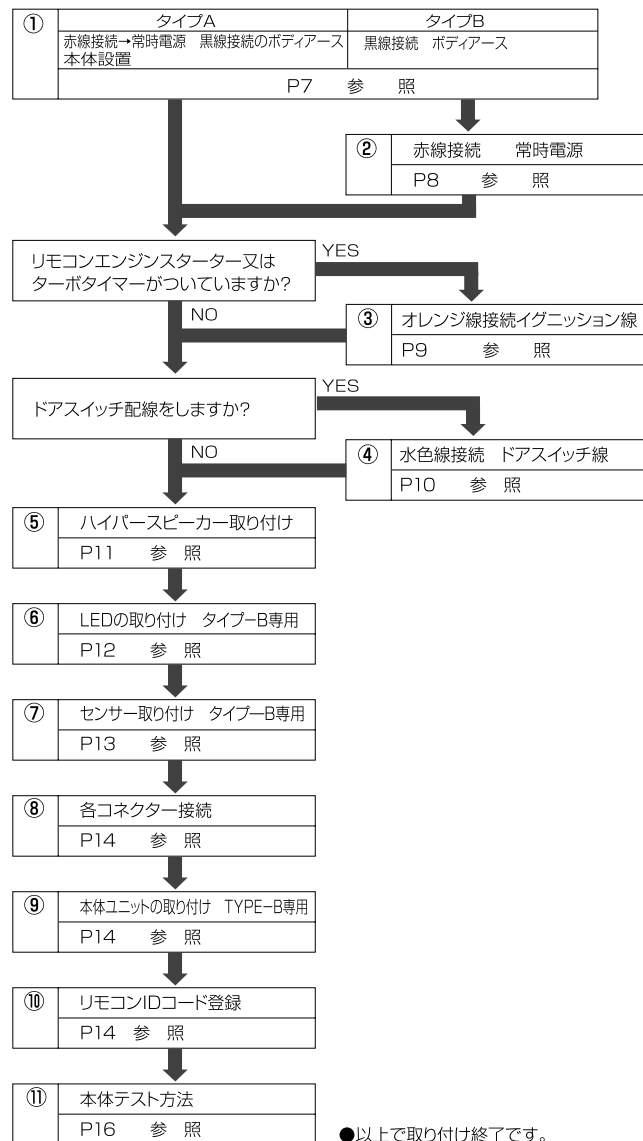 ① タイプA タイプB
赤線接続→常時電源 黒線接続のボディアース 黒線接続 ボディアース
本体設置
P7 参 照
② 赤線接続 常時電源
P8 参 照
リモコンエンジンスターター又は
ターボタイマーがついていますか?
YES
NO
③ オレンジ線接続イグニッション線
P9 参 照
ドアスイッチ配線をしますか?
YES
NO
④ 水色線接続 ドアスイッチ線
P10 参 照
⑤ ハイパースピーカー取り付け
P11 参 照
⑥ LEDの取り付け タイプーB専用
P12 参 照
⑦ センサー取り付け タイプーB専用
P13 参 照
⑧ 各コネクター接続
P14 参 照
⑨ 本体ユニットの取り付け TYPE−B専用
P14 参 照
⑩ リモコンIDコード登録
P14 参 照
⑪ 本体テスト方法
P16 参 照
●以上で取り付け終了です。